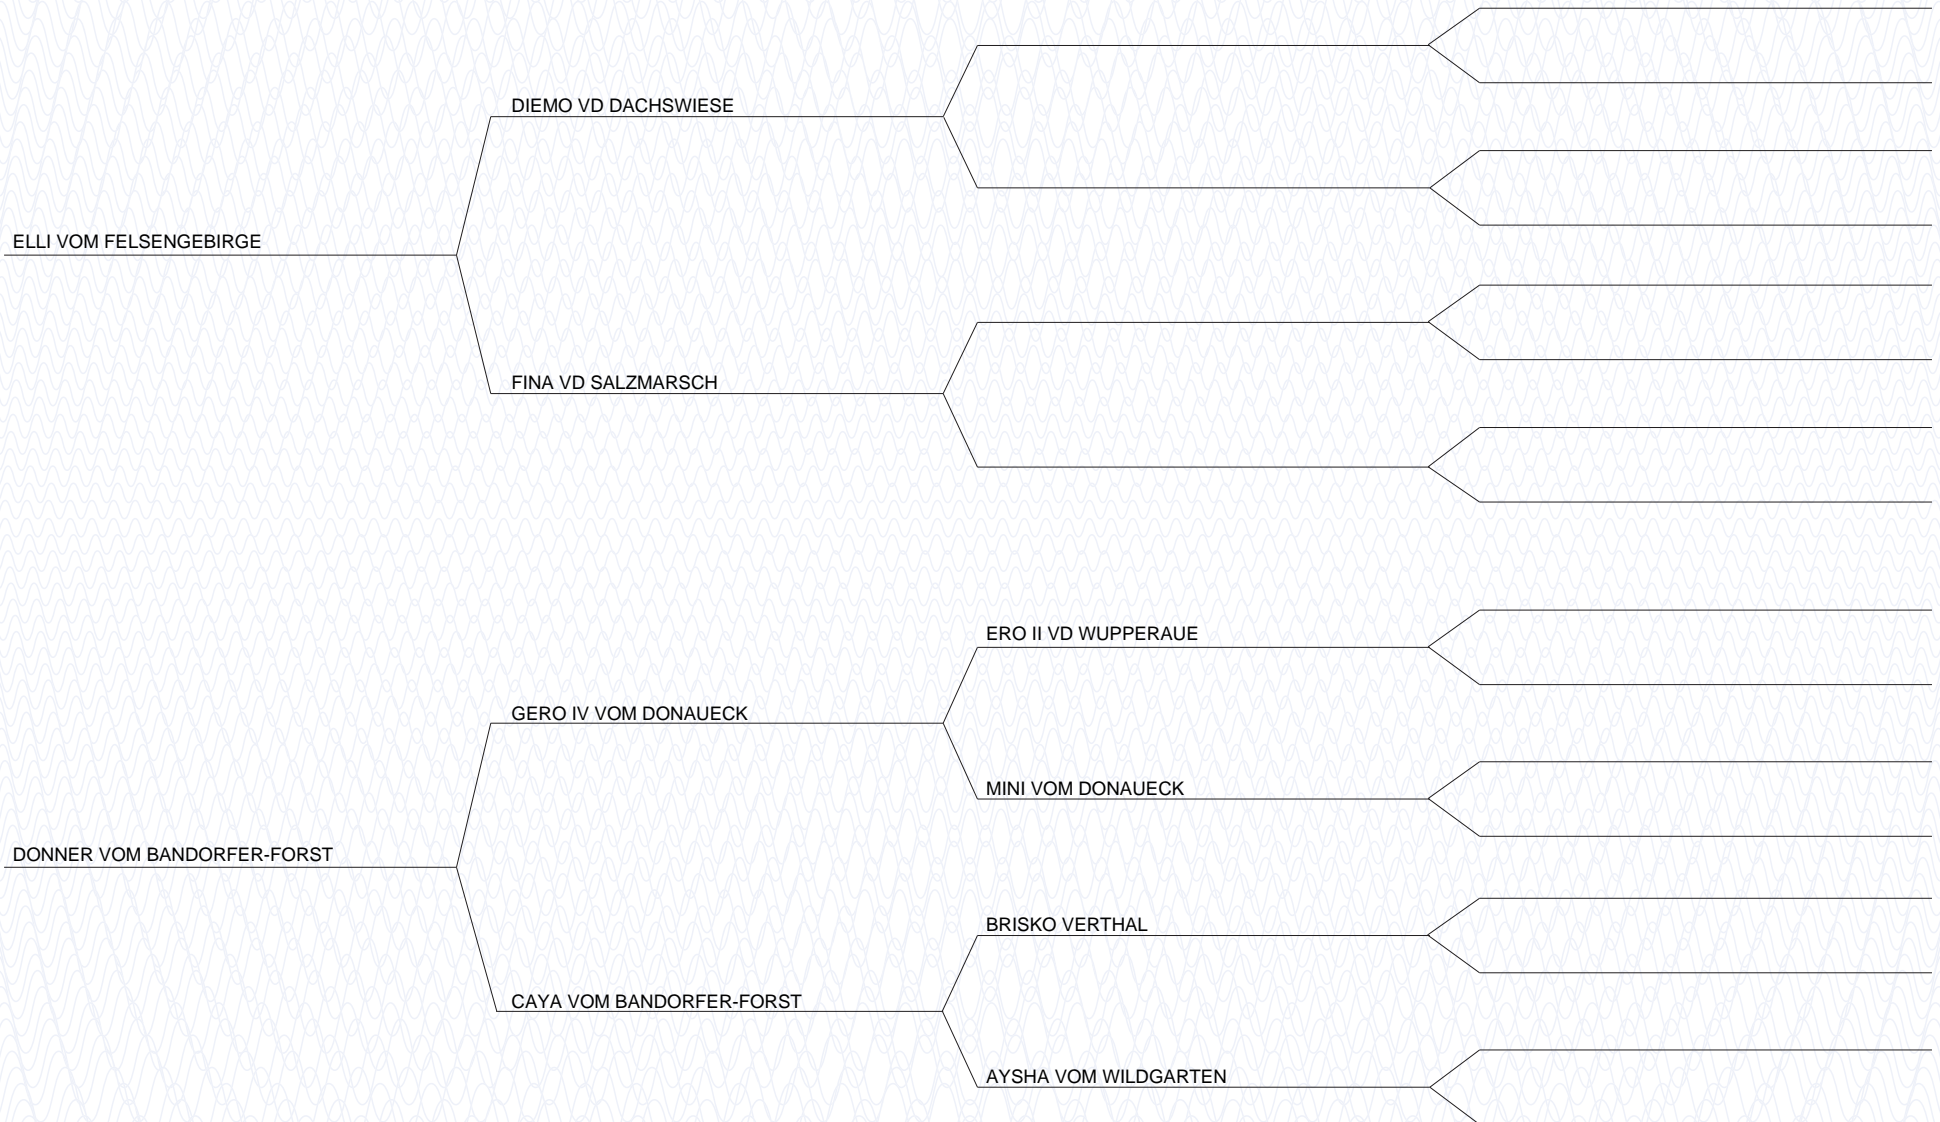 DIEMO VD DACHSWIESE
ELLI VOM FELSENGEBIRGE
FINA VD SALZMARSCH
ERO II VD WUPPERAUE
GERO IV VOM DONAUECK
MINI VOM DONAUECK
DONNER VOM BANDORFER-FORST
BRISKO VERTHAL
CAYA VOM BANDORFER-FORST
AYSHA VOM WILDGARTEN